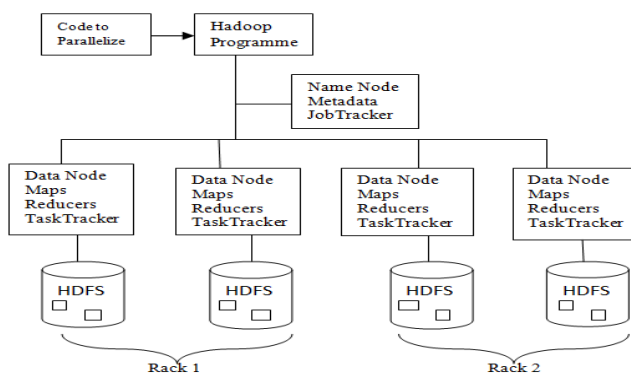 Code to
Parallelize
Hadoop
Programme
Name Node
Metadata
JobTracker
Data Node
Maps
Reducers
TaskTracker
Data Node
Maps
Reducers
TaskTracker
Data Node
Maps
Reducers
TaskTracker
Data Node
Maps
Reducers
TaskTracker
HDFS
HDFS
HDFS
HDFS
Rack 1
Rack 2